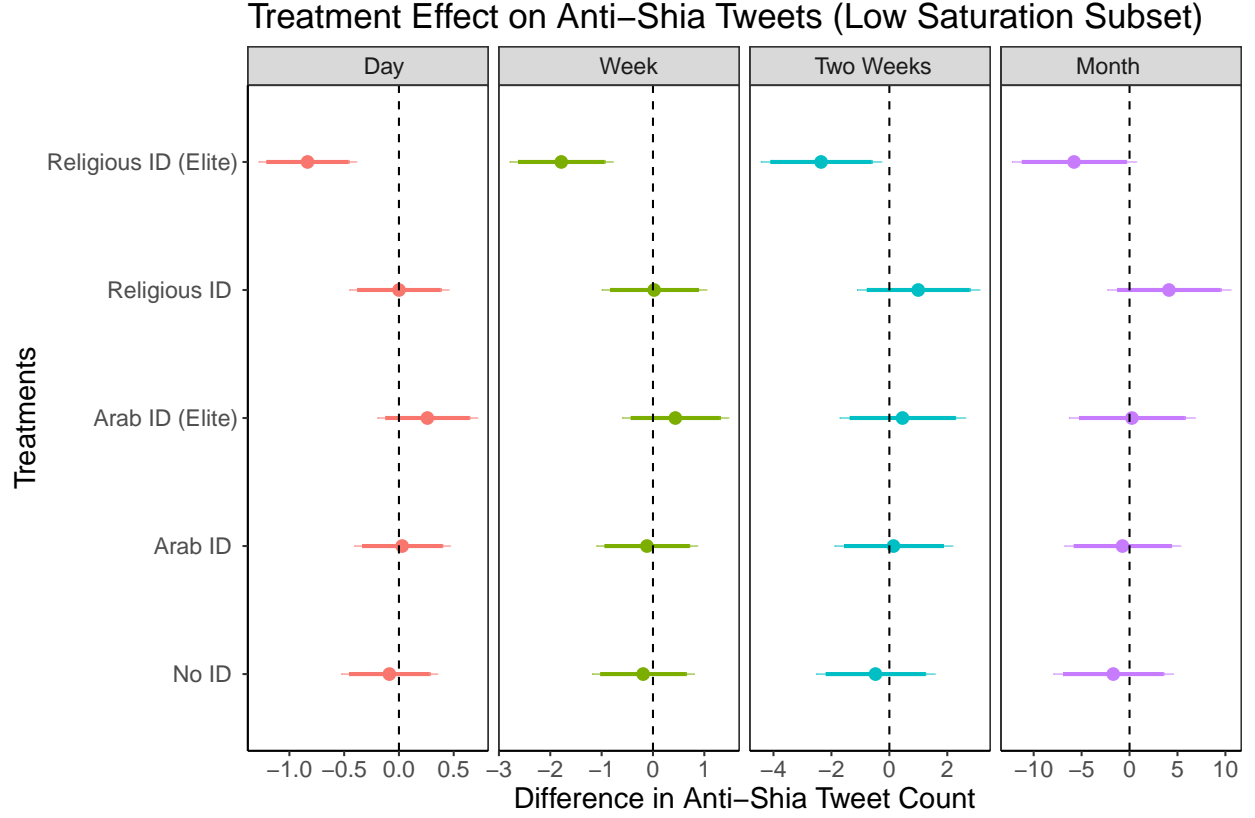 Treatment Effect on Anti−Shia Tweets (Low Saturation Subset)
Day Week Two Weeks Month
Religious ID (Elite)
Religious ID
Arab ID (Elite)
Arab ID
No ID
Treatments
−1.0 −0.5 0.0 0.5 −3 −2 −1 0 1 −4 −2 0 2 −10 −5 0 5 10
Difference in Anti−Shia Tweet Count